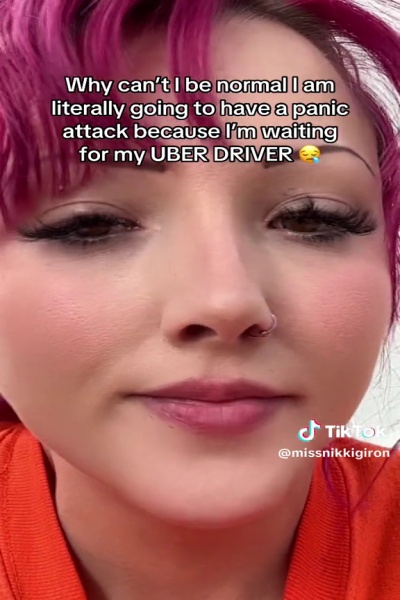 Why can’t I be normal I am
literally going to have a panic
attack because I’m waiting
for my UBER DRIVER 😪
TikTok
@missnikkigiron